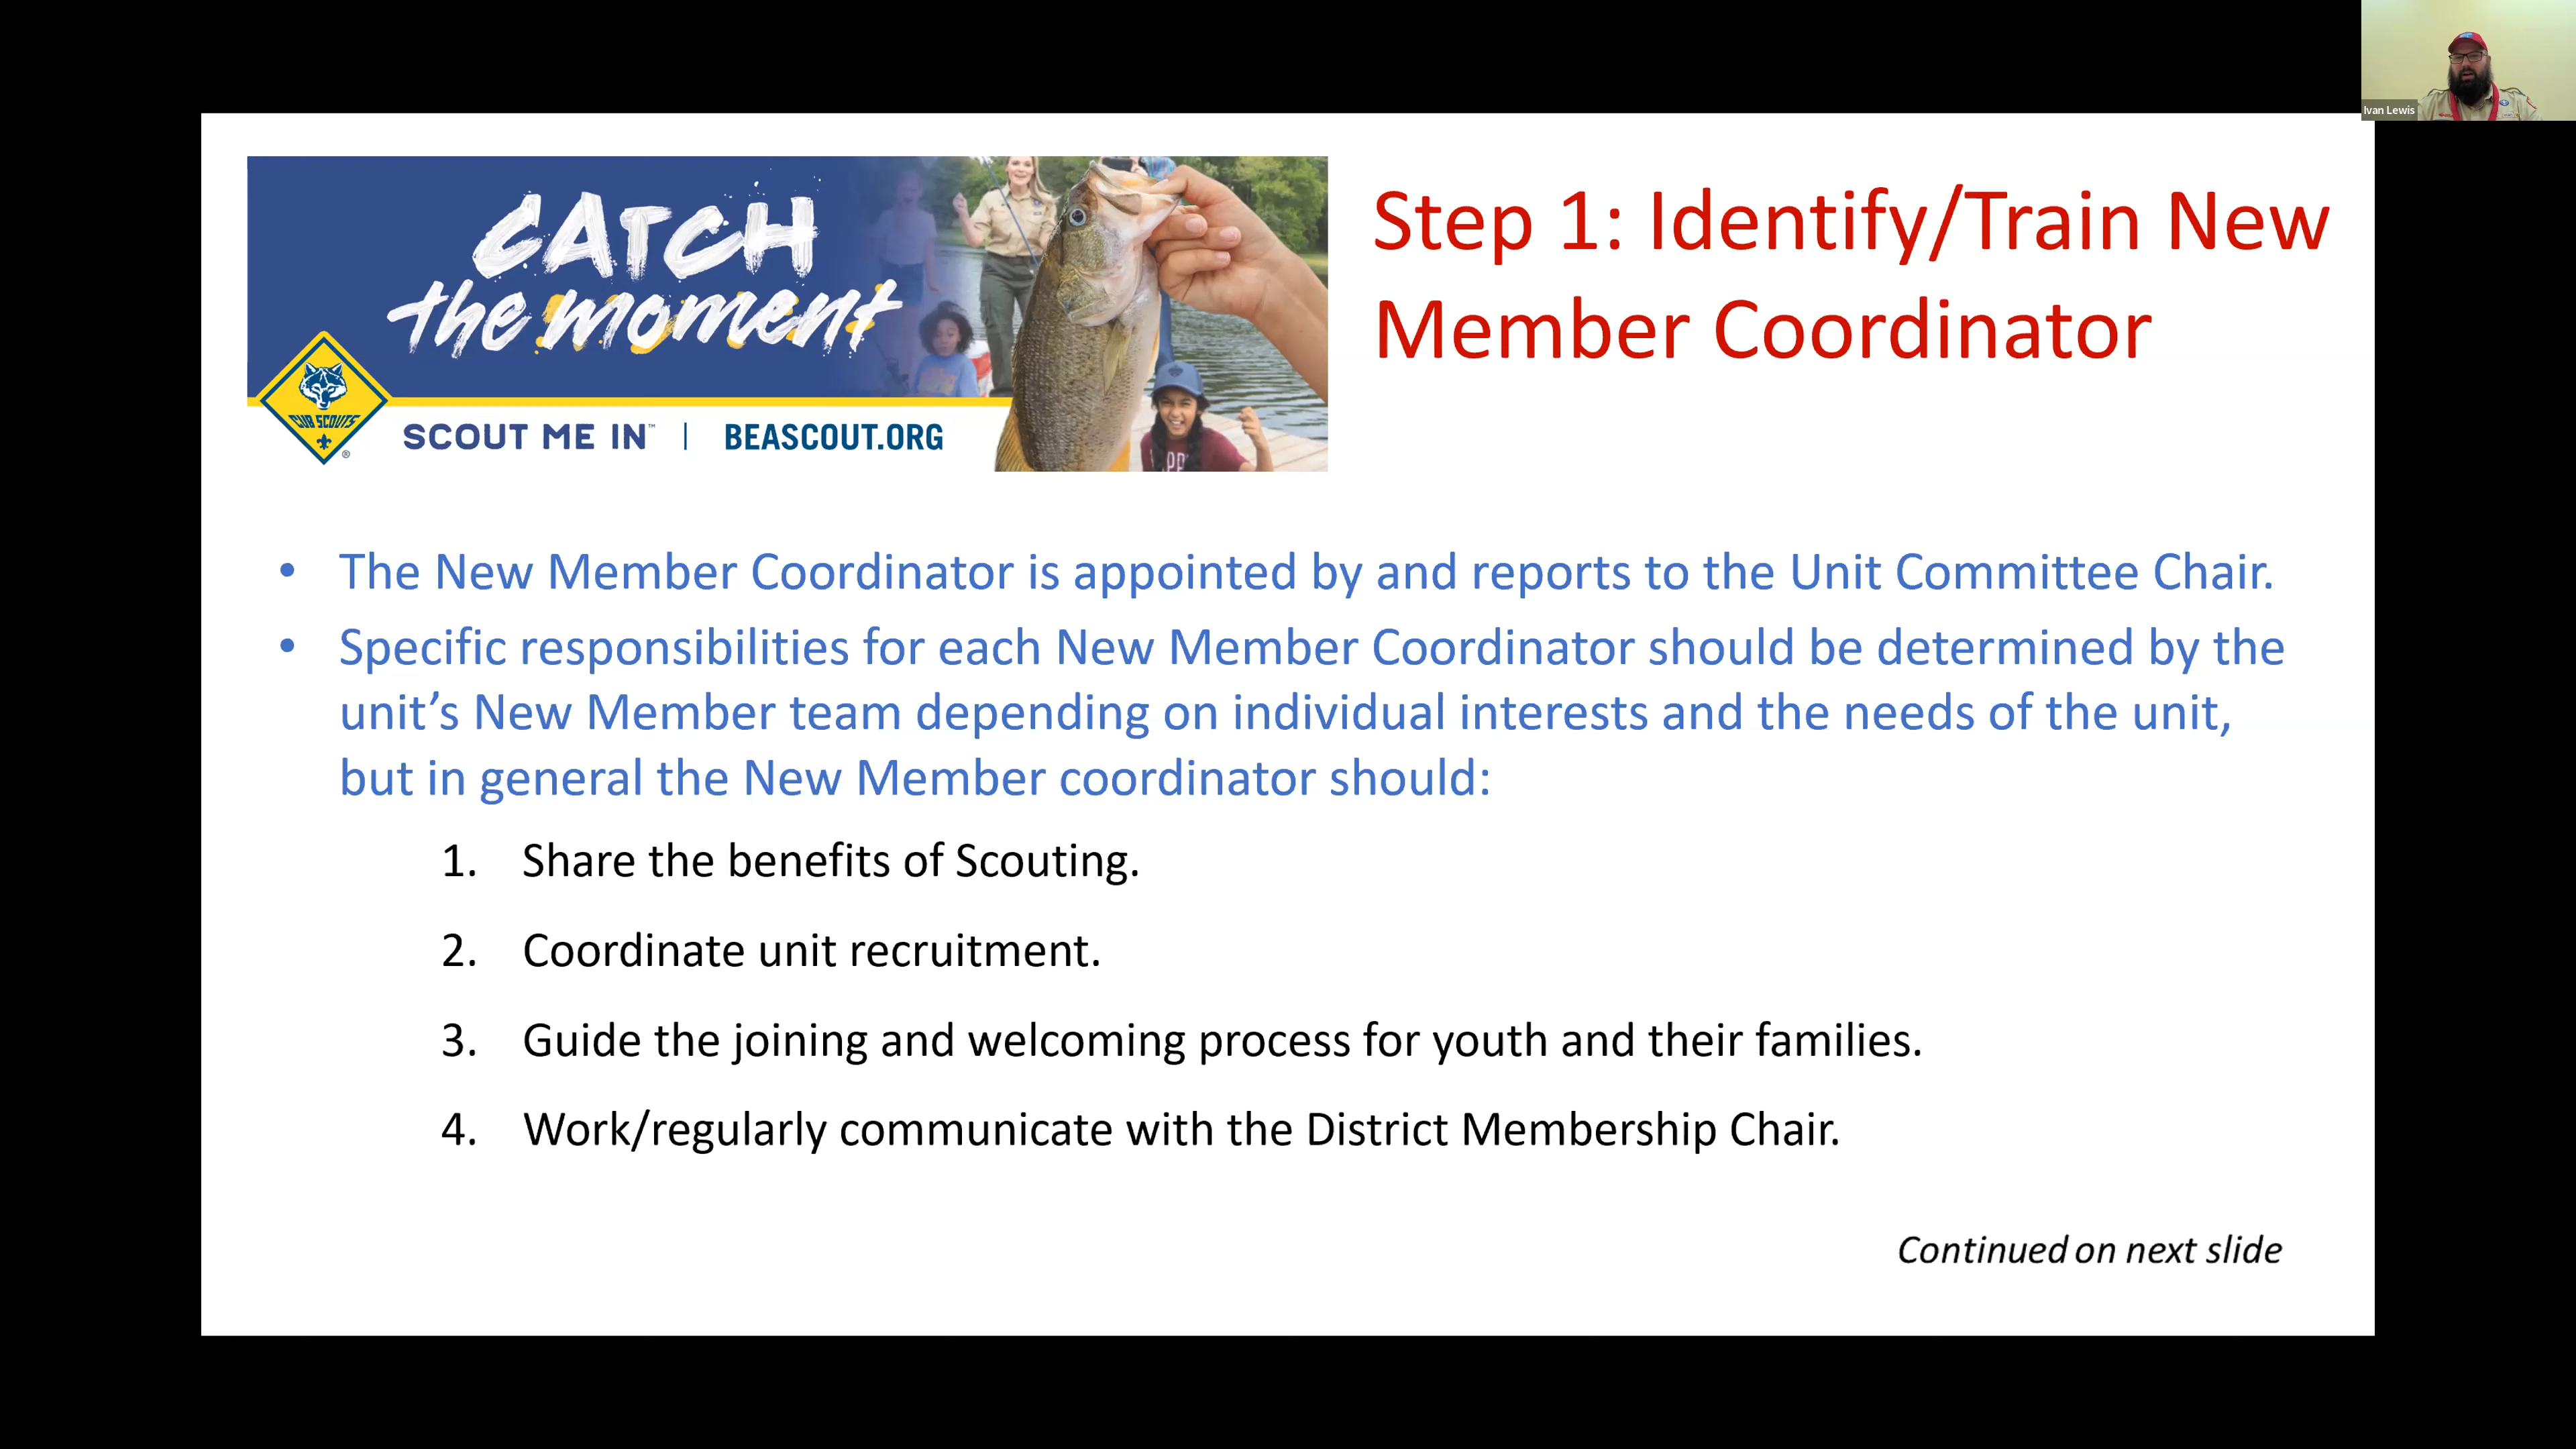 Ivan Lewis
CATCH
the moment
CUB SCOUTS
®
SCOUT ME IN™ | BEASCOUT.ORG
Step 1: Identify/Train New
Member Coordinator
• The New Member Coordinator is appointed by and reports to the Unit Committee Chair.
• Specific responsibilities for each New Member Coordinator should be determined by the
unit’s New Member team depending on individual interests and the needs of the unit,
but in general the New Member coordinator should:
1. Share the benefits of Scouting.
2. Coordinate unit recruitment.
3. Guide the joining and welcoming process for youth and their families.
4. Work/regularly communicate with the District Membership Chair.
Continued on next slide